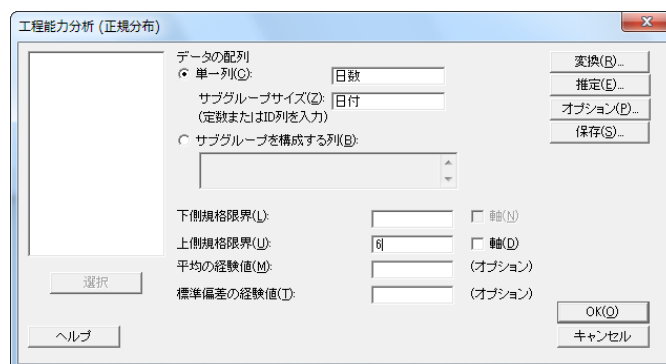 工程能力分析 (正規分布)
データの配列
単一列(C): 日数
サブグループサイズ(Z): 日付
(定数またはID列を入力)
サブグループを構成する列(B):
下側規格限界(L): 軸(N)
上側規格限界(U): 6 軸(D)
平均の経験値(M): (オプション)
標準偏差の経験値(T): (オプション)
選択
ヘルプ
変換(R)...
推定(E)...
オプション(P)...
保存(S)...
OK(O)
キャンセル